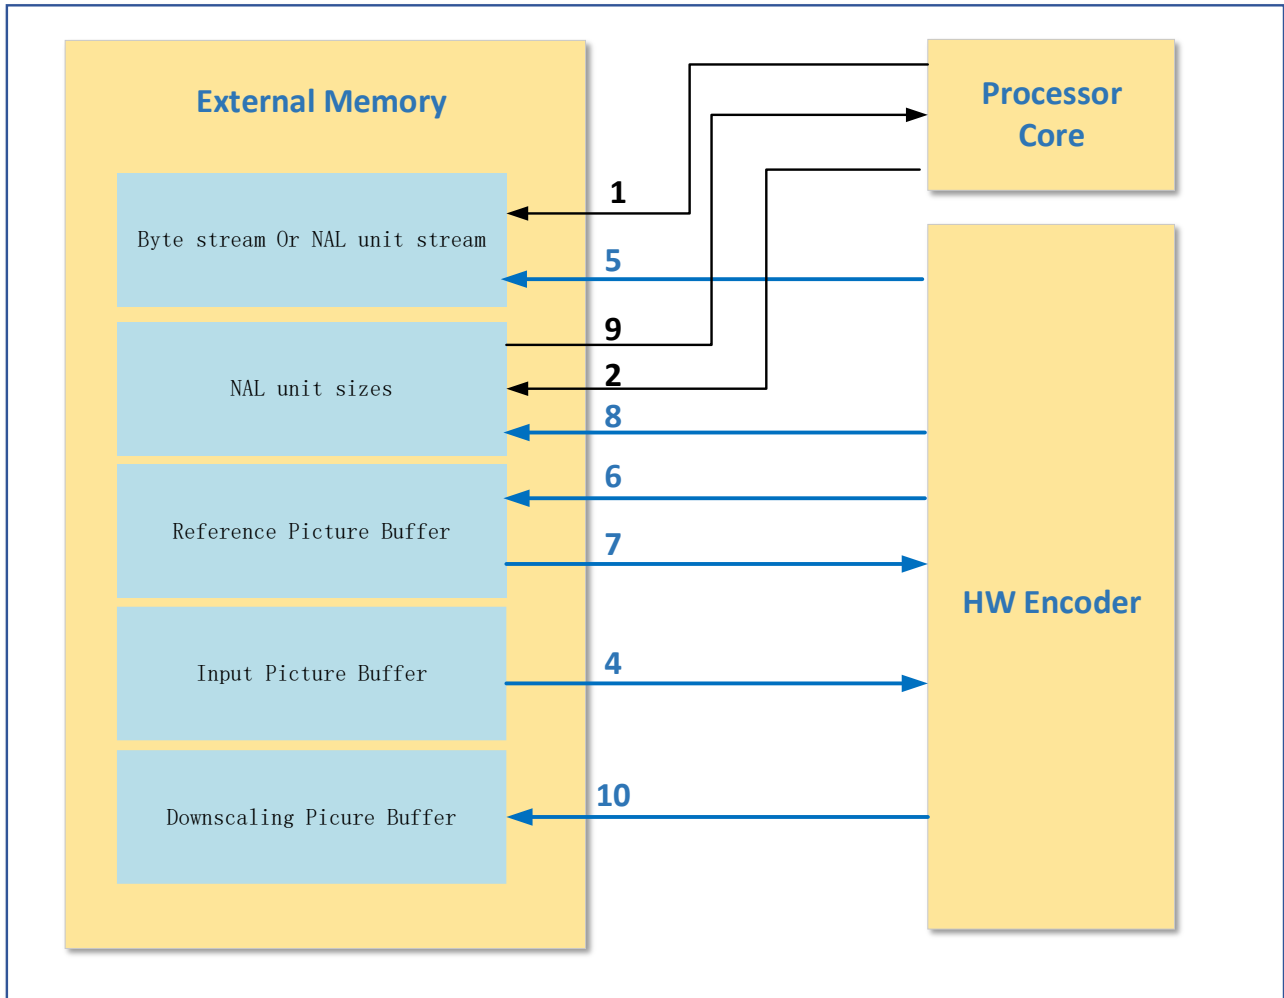 External Memory
Processor
Core
Byte stream Or NAL unit stream
NAL unit sizes
Reference Picture Buffer
Input Picture Buffer
Downscaling Picure Buffer
1
5
9
2
8
6
7
4
10
HW Encoder